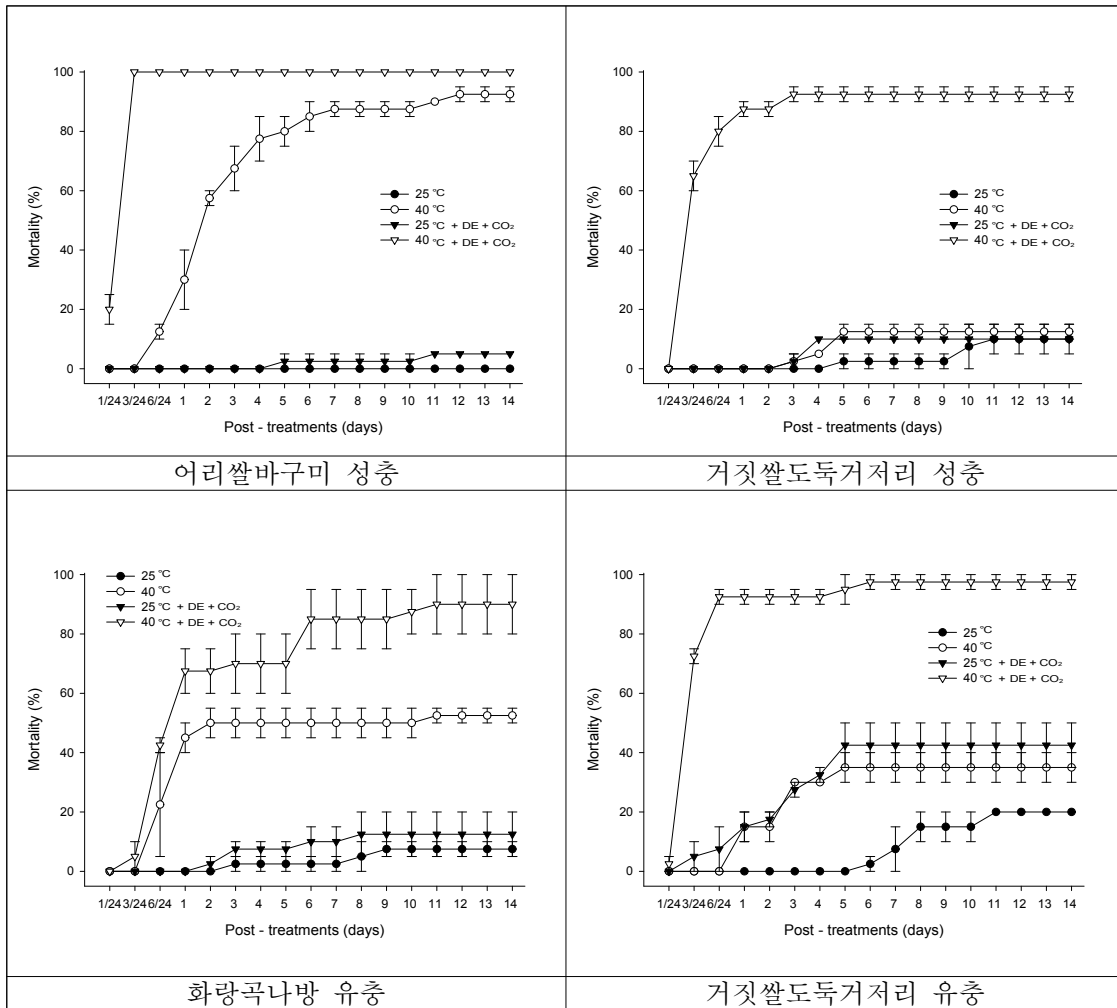 100
80
60
40
20
0
Mortality (%)
25 °C
40 °C
25 °C + DE + CO₂
40 °C + DE + CO₂
1/24 3/24 6/24 1 2 3 4 5 6 7 8 9 10 11 12 13 14
Post - treatments (days)
어리쌀바구미 성충
100
80
60
40
20
0
Mortality (%)
25 °C
40 °C
25 °C + DE + CO₂
40 °C + DE + CO₂
1/24 3/24 6/24 1 2 3 4 5 6 7 8 9 10 11 12 13 14
Post - treatments (days)
거짓쌀도둑거저리 성충
100
80
60
40
20
0
Mortality (%)
25 °C
40 °C
25 °C + DE + CO₂
40 °C + DE + CO₂
1/24 3/24 6/24 1 2 3 4 5 6 7 8 9 10 11 12 13 14
Post - treatments (days)
화랑곡나방 유충
100
80
60
40
20
0
Mortality (%)
25 °C
40 °C
25 °C + DE + CO₂
40 °C + DE + CO₂
1/24 3/24 6/24 1 2 3 4 5 6 7 8 9 10 11 12 13 14
Post - treatments (days)
거짓쌀도둑거저리 유충